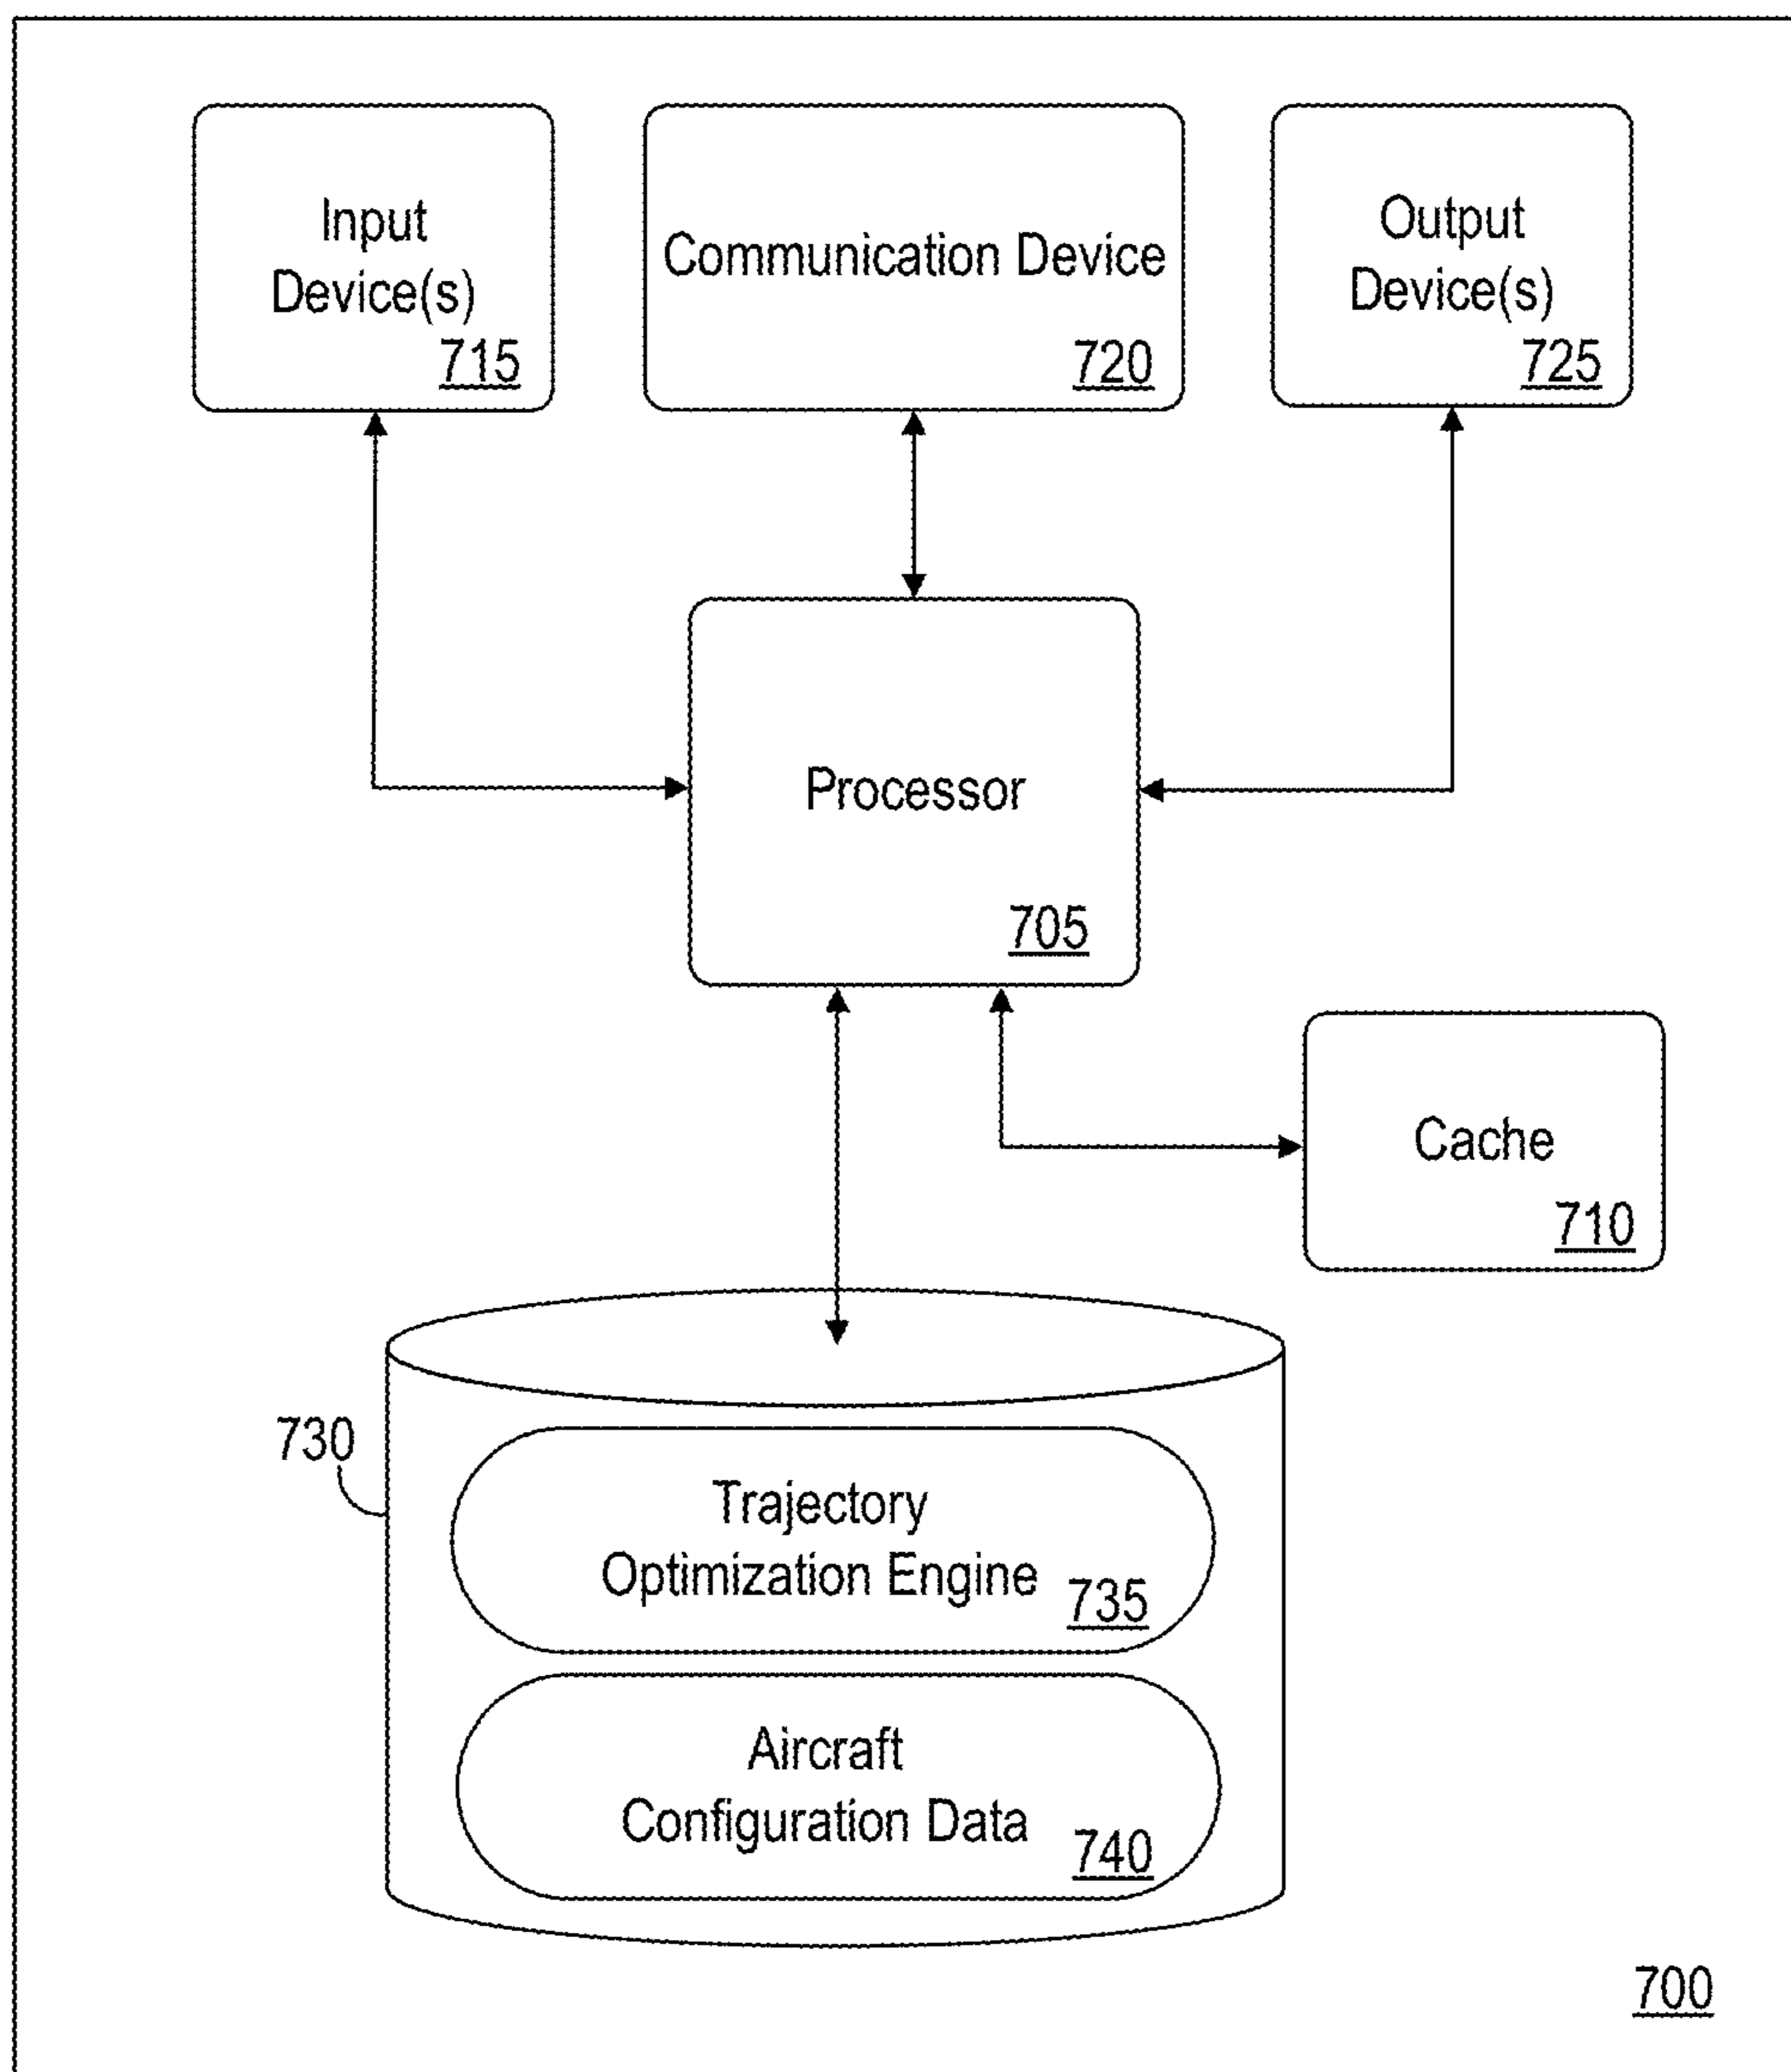 Input
Device(s)
715
Communication Device
720
Output
Device(s)
725
Processor
705
Cache
710
730
Trajectory
Optimization Engine
735
Aircraft
Configuration Data
740
700